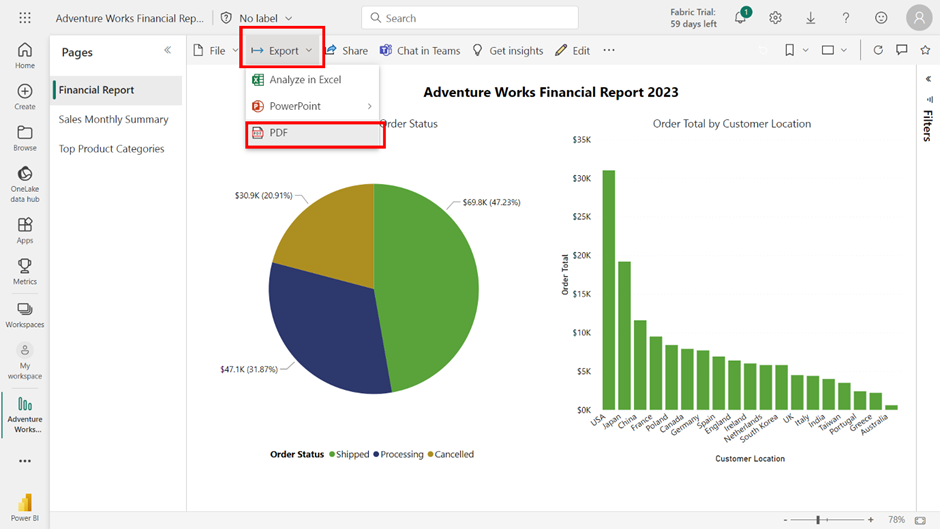 Adventure Works Financial Rep...
No label
Search
Fabric Trial:
59 days left
1
Home
Create
Browse
OneLake
data hub
Apps
Metrics
Workspaces
My
workspace
Adventure
Works...
Power BI
Pages
Financial Report
Sales Monthly Summary
Top Product Categories
File
Export
Share
Chat in Teams
Get insights
Edit
Analyze in Excel
PowerPoint
PDF
Filters
Adventure Works Financial Report 2023
Order Status
$30.9K (20.91%)
$69.8K (47.23%)
$47.1K (31.87%)
Order Status Shipped Processing Cancelled
Order Total by Customer Location
Order Total
$35K
$30K
$25K
$20K
$15K
$10K
$5K
$0K
USA
Japan
China
France
Poland
Canada
Germany
Spain
England
Ireland
Netherlands
South Korea
UK
Italy
India
Taiwan
Portugal
Greece
Australia
Customer Location
- + 78%